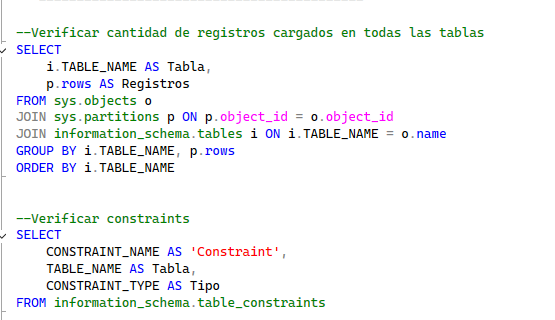 --Verificar cantidad de registros cargados en todas las tablas
SELECT
i.TABLE_NAME AS Tabla,
p.rows AS Registros
FROM sys.objects o
JOIN sys.partitions p ON p.object_id = o.object_id
JOIN information_schema.tables i ON i.TABLE_NAME = o.name
GROUP BY i.TABLE_NAME, p.rows
ORDER BY i.TABLE_NAME
--Verificar constraints
SELECT
CONSTRAINT_NAME AS 'Constraint',
TABLE_NAME AS Tabla,
CONSTRAINT_TYPE AS Tipo
FROM information_schema.table_constraints